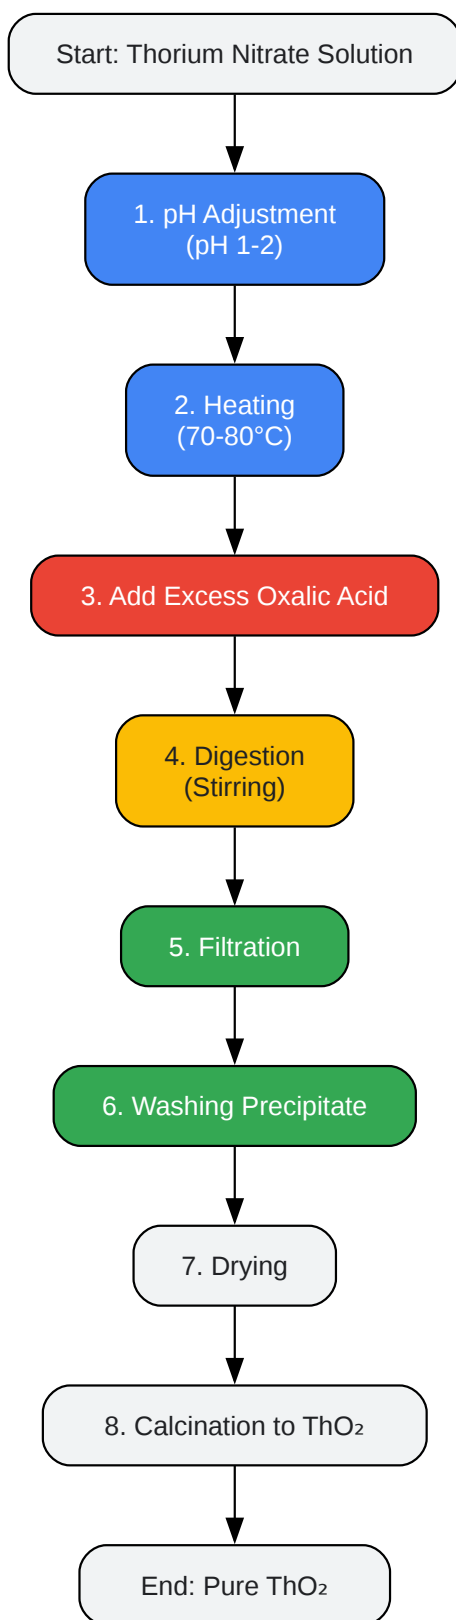 Start: Thorium Nitrate Solution
1. pH Adjustment
(pH 1-2)
2. Heating
(70-80°C)
3. Add Excess Oxalic Acid
4. Digestion
(Stirring)
5. Filtration
6. Washing Precipitate
7. Drying
8. Calcination to ThO₂
End: Pure ThO₂